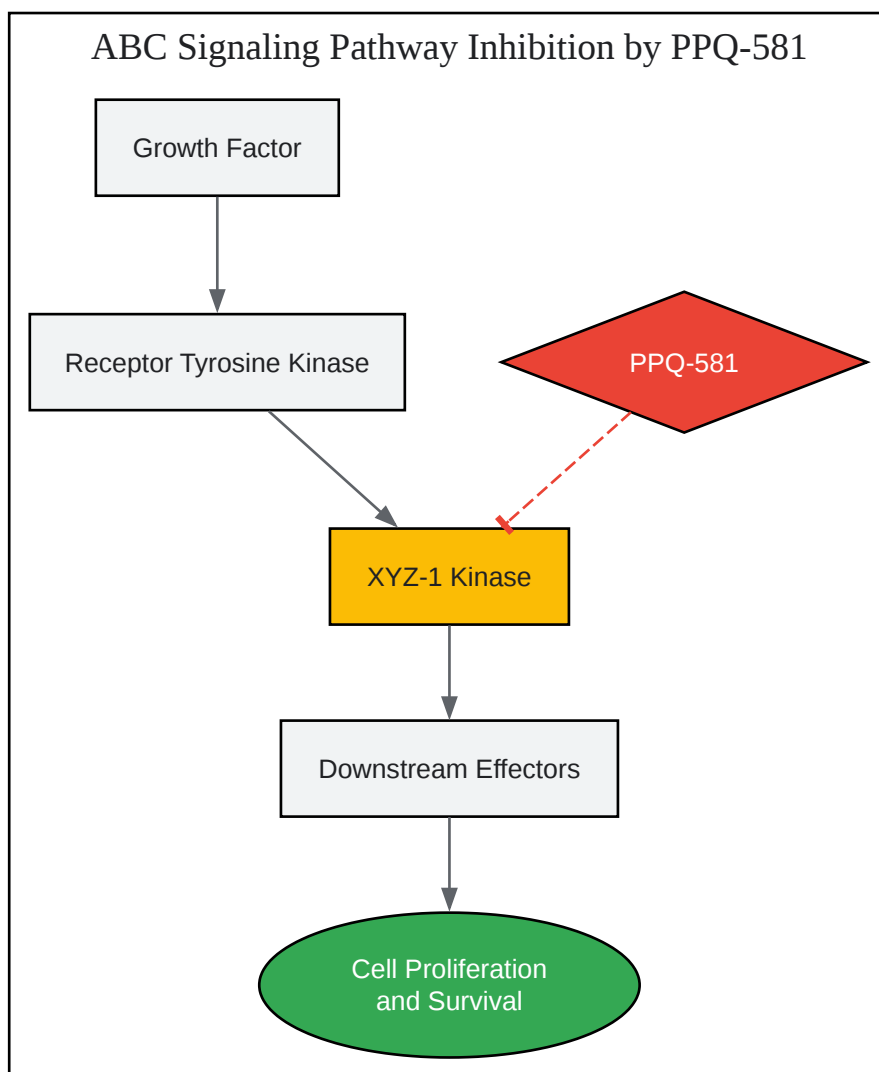 ABC Signaling Pathway Inhibition by PPQ-581
Growth Factor
Receptor Tyrosine Kinase
PPQ-581
XYZ-1 Kinase
Downstream Effectors
Cell Proliferation
and Survival